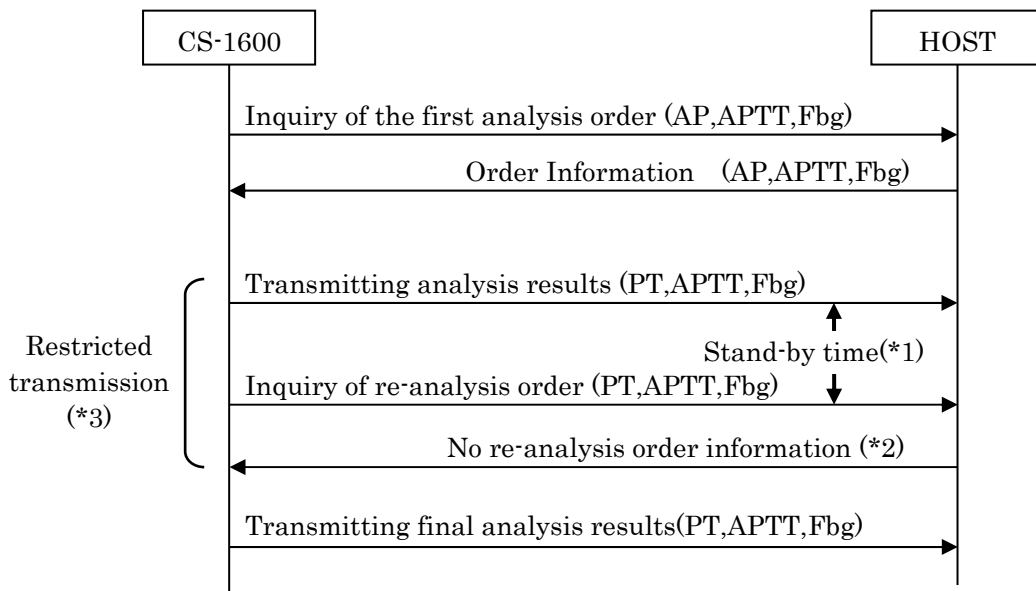 CS-1600
HOST
Inquiry of the first analysis order (AP,APTT,Fbg)
Order Information (AP,APTT,Fbg)
Transmitting analysis results (PT,APTT,Fbg)
Stand-by time(*1)
Restricted
transmission
(*3)
Inquiry of re-analysis order (PT,APTT,Fbg)
No re-analysis order information (*2)
Transmitting final analysis results(PT,APTT,Fbg)